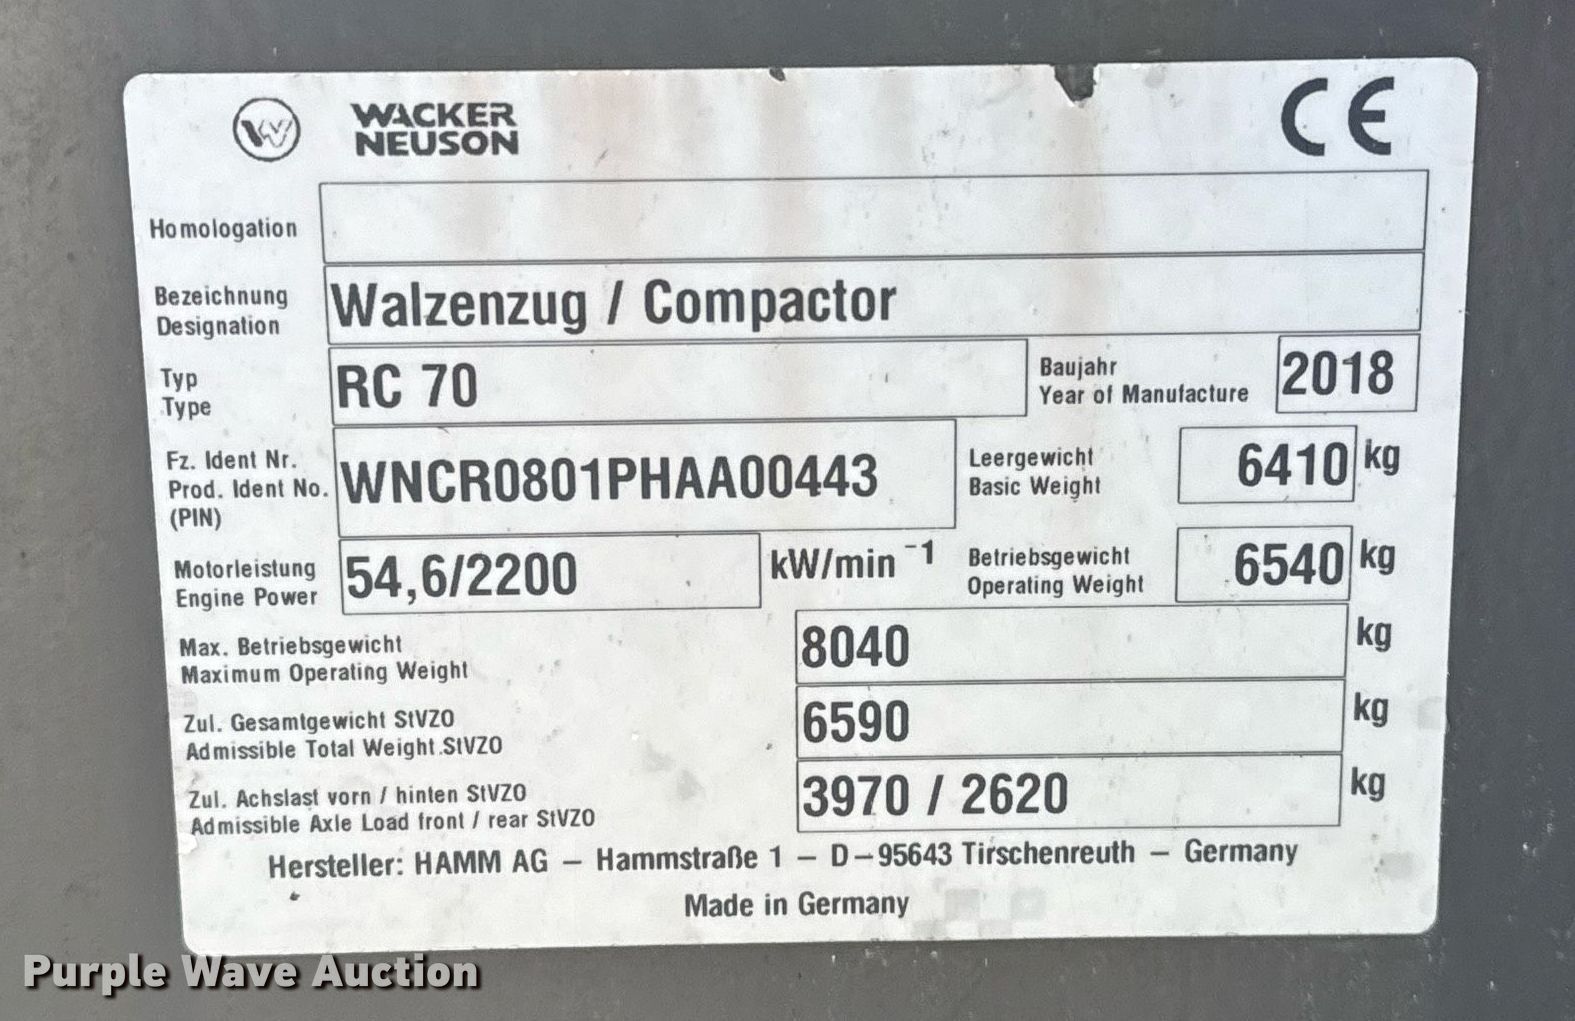 WACKER
NEUSON
CE
Homologation
Bezeichnung
Designation
Walzenzug / Compactor
Typ
Type
RC 70
Baujahr
Year of Manufacture
2018
Fz. Ident Nr.
Prod. Ident No.
(PIN)
WNCR0801PHAA00443
Leergewicht
Basic Weight
6410 kg
Motorleistung
Engine Power
54,6/2200 kW/min⁻¹
Betriebsgewicht
Operating Weight
6540 kg
Max. Betriebsgewicht
Maximum Operating Weight
8040 kg
Zul. Gesamtgewicht StVZO
Admissible Total Weight StVZO
6590 kg
Zul. Achslast vorn / hinten StVZO
Admissible Axle Load front / rear StVZO
3970 / 2620 kg
Hersteller: HAMM AG – Hammstraße 1 – D-95643 Tirschenreuth – Germany
Made in Germany
Purple Wave Auction